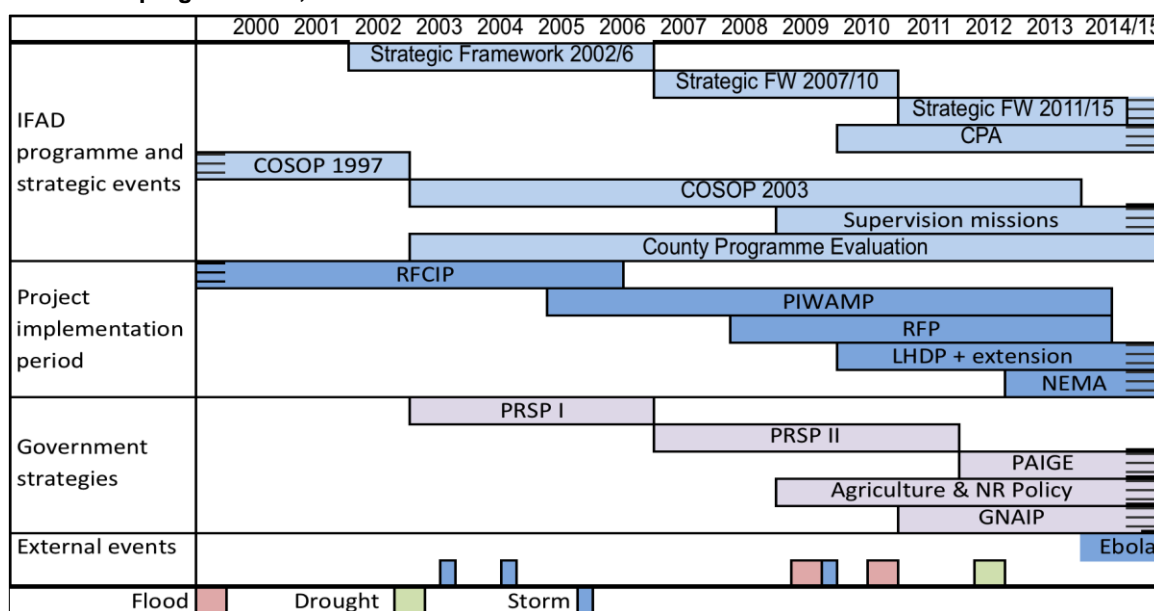 2000 2001 2002 2003 2004 2005 2006 2007 2008 2009 2010 2011 2012 2013 2014/15
Strategic Framework 2002/6
Strategic FW 2007/10
Strategic FW 2011/15
IFAD
programme and
strategic events
CPA
COSOP 1997
COSOP 2003
Supervision missions
County Programme Evaluation
RFCIP
Project
implementation
period
PIWAMP
RFP
LHDP + extension
NEMA
PRSP I
Government
strategies
PRSP II
PAIGE
Agriculture & NR Policy
GNAIP
External events
Ebola
Flood Drought Storm